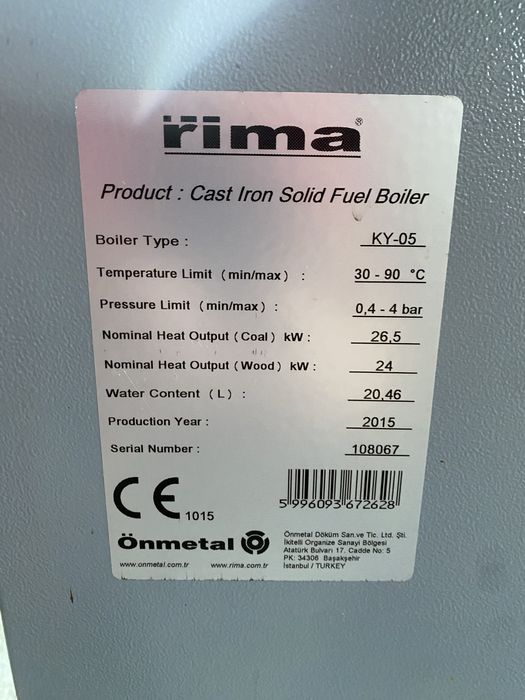 rima®
Product : Cast Iron Solid Fuel Boiler
Boiler Type : KY-05
Temperature Limit (min/max) : 30 - 90 °C
Pressure Limit (min/max) : 0,4 - 4 bar
Nominal Heat Output (Coal) kW : 26,5
Nominal Heat Output (Wood) kW : 24
Water Content ( L ) : 20,46
Production Year : 2015
Serial Number : 108067
CE 1015
5 996093 672628
Önmetal
Önmetal Döküm San.ve Tic. Ltd. Şti.
İkitelli Organize Sanayi Bölgesi
Atatürk Bulvarı 17. Cadde No: 5
PK: 34306 Başakşehir
İstanbul / TURKEY
www.onmetal.com.tr www.rima.com.tr